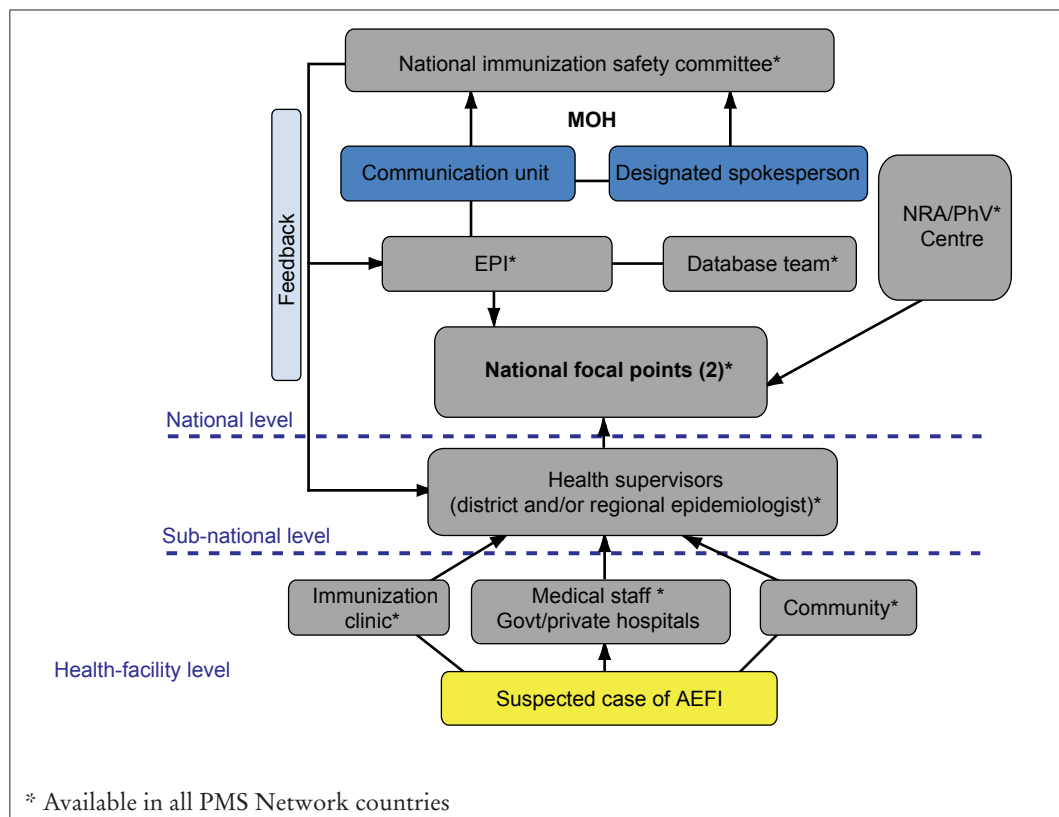 National immunization safety committee*
MOH
Communication unit
Designated spokesperson
NRA/PhV*
Centre
Feedback
EPI*
Database team*
National focal points (2)*
National level
Health supervisors
(district and/or regional epidemiologist)*
Sub-national level
Immunization
clinic*
Medical staff *
Govt/private hospitals
Community*
Health-facility level
Suspected case of AEFI
* Available in all PMS Network countries